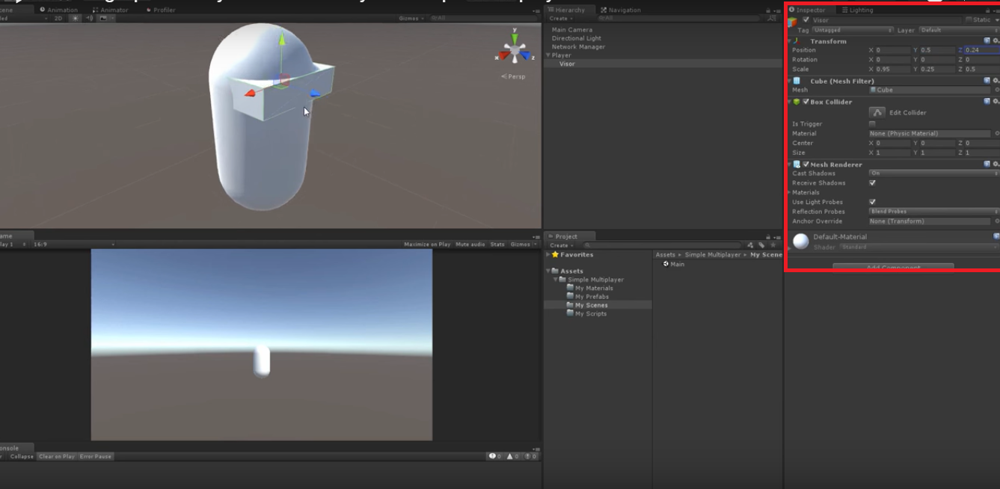 Animation Animator Profiler
2D Gizmos All
y
x z
Persp
16:9 Maximize on Play Mute audio Stats Gizmos
Collapse Clear on Play Error Pause 0 0 0
Hierarchy Navigation
Create All
Main Camera
Directional Light
Network Manager
Player
Visor
Project
Create
Favorites
Assets
Simple Multiplayer
My Materials
My Prefabs
My Scenes
My Scripts
Assets Simple Multiplayer My Scene
Main
Inspector Lighting
Visor Static
Tag Untagged Layer Default
Transform
Position X 0 Y 0.5 Z 0.24
Rotation X 0 Y 0 Z 0
Scale X 0.95 Y 0.25 Z 0.5
Cube (Mesh Filter)
Mesh Cube
Box Collider
Edit Collider
Is Trigger
Material None (Physic Material)
Center X 0 Y 0 Z 0
Size X 1 Y 1 Z 1
Mesh Renderer
Cast Shadows On
Receive Shadows
Materials
Use Light Probes
Reflection Probes Blend Probes
Anchor Override None (Transform)
Default-Material
Shader Standard
Add Component